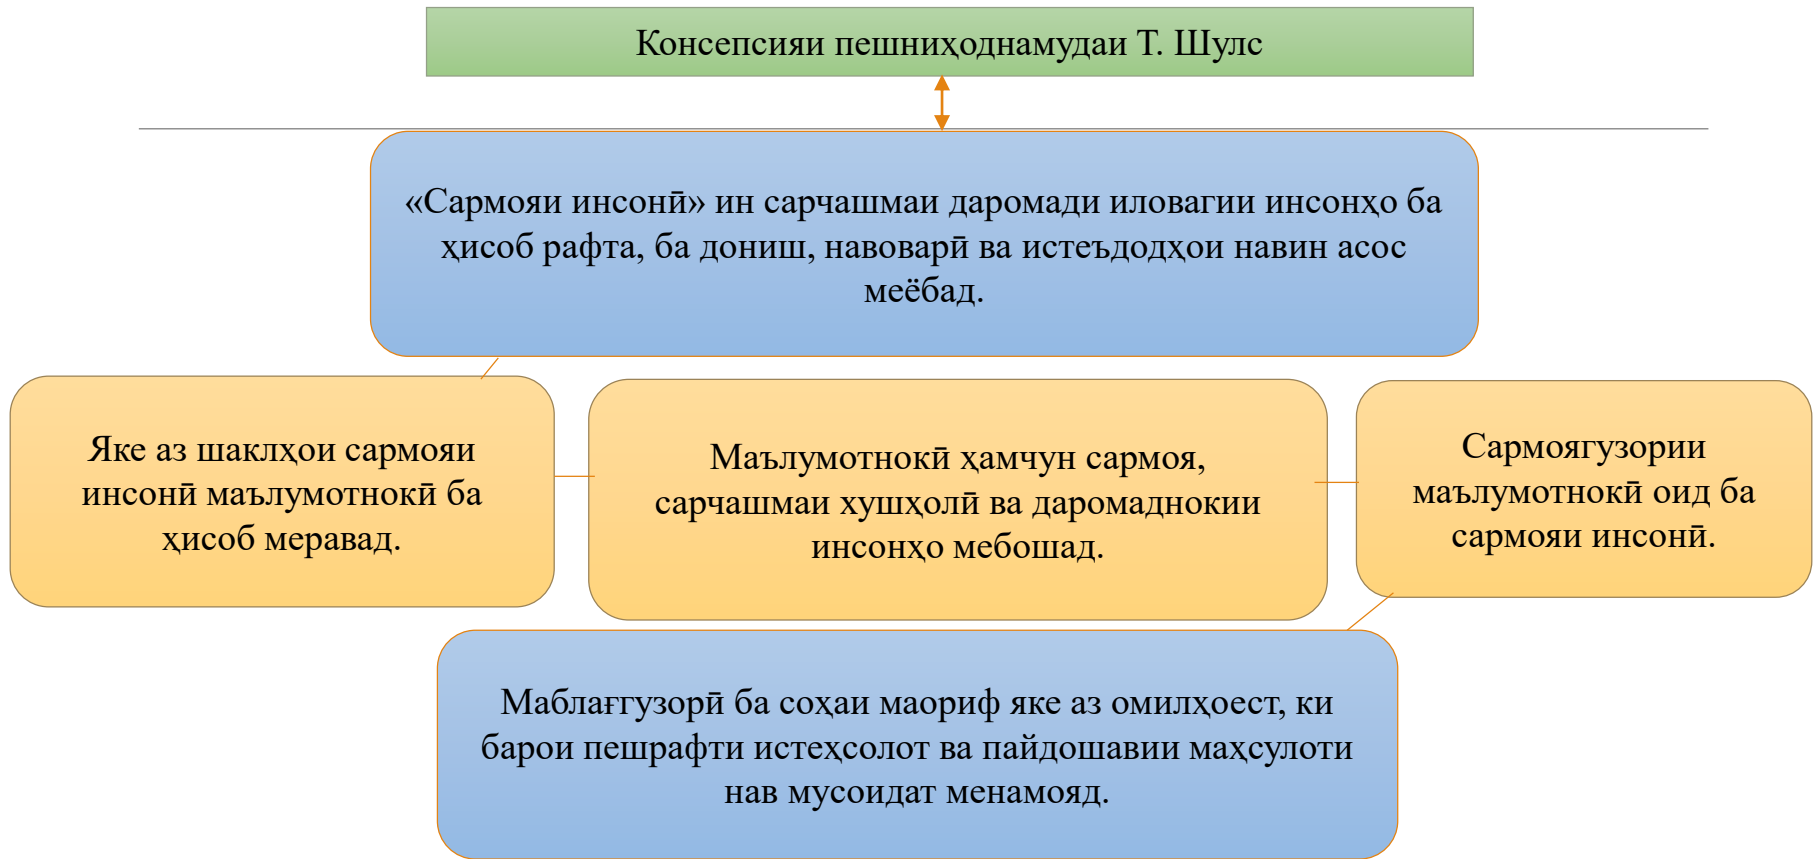 Консепсияи пешниҳоднамудаи Т. Шулс
«Сармояи инсонӣ» ин сарчашмаи даромади иловагии инсонҳо ба
ҳисоб рафта, ба дониш, навоварӣ ва истеъдодҳои навин асос
меёбад.
Яке аз шаклҳои сармояи
инсонӣ маълумотнокӣ ба
ҳисоб меравад.
Маълумотнокӣ ҳамчун сармоя,
сарчашмаи хушҳолӣ ва даромаднокии
инсонҳо мебошад.
Сармоягузории
маълумотнокӣ оид ба
сармояи инсонӣ.
Маблағгузорӣ ба соҳаи маориф яке аз омилҳоест, ки
барои пешрафти истеҳсолот ва пайдошавии маҳсулоти
нав мусоидат менамояд.